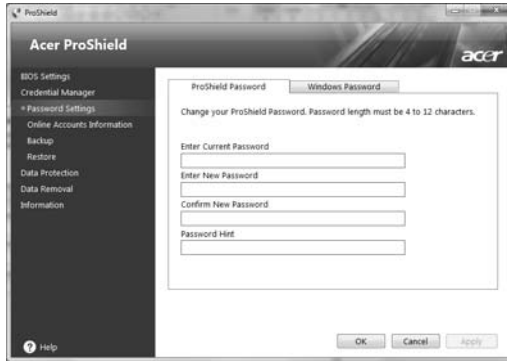 ProShield
Acer ProShield
acer
BIOS Settings
Credential Manager
Password Settings
Online Accounts Information
Backup
Restore
Data Protection
Data Removal
Information
Help
ProShield Password
Windows Password
Change your ProShield Password. Password length must be 4 to 12 characters.
Enter Current Password
Enter New Password
Confirm New Password
Password Hint
OK
Cancel
Apply